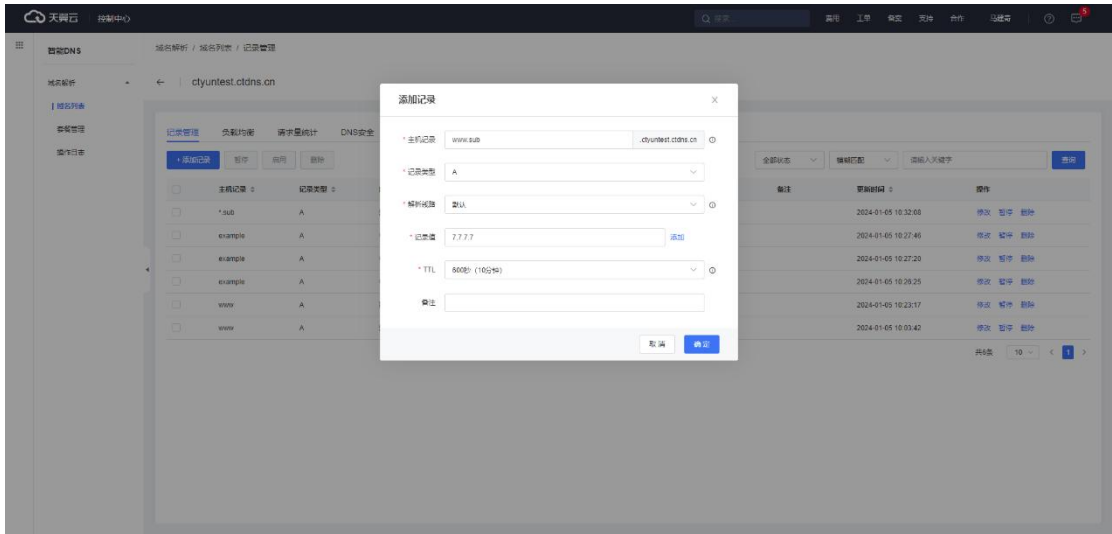 天翼云 控制中心 费用 工单 备案 支持 合作 5
智能DNS
域名解析 / 域名列表 / 记录管理
域名解析
← ctyuntest.ctdns.cn
域名列表
套餐管理
操作日志
记录管理 负载均衡 请求量统计 DNS安全
+ 添加记录 暂停 启用 删除 全部状态 模糊匹配 请输入关键字 查询
主机记录 记录类型 备注 更新时间 操作
*.sub A 2024-01-05 10:32:08 修改 暂停 删除
example A 2024-01-05 10:27:46 修改 暂停 删除
example A 2024-01-05 10:27:20 修改 暂停 删除
example A 2024-01-05 10:26:25 修改 暂停 删除
www A 2024-01-05 10:23:17 修改 暂停 删除
www A 2024-01-05 10:03:42 修改 暂停 删除
共6条 10 < 1 >
添加记录 ×
* 主机记录 www.sub .ctyuntest.ctdns.cn
* 记录类型 A
* 解析线路 默认
* 记录值 7.7.7.7 添加
* TTL 600秒 (10分钟)
备注
取消 确定